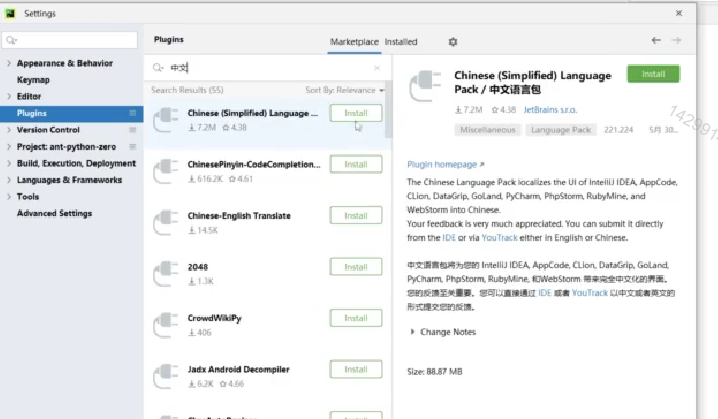 Settings
Plugins
Marketplace Installed
Appearance & Behavior
Keymap
Editor
Plugins
Version Control
Project: ant-python-zero
Build, Execution, Deployment
Languages & Frameworks
Tools
Advanced Settings
中文
Search Results (55) Sort By: Relevance
Chinese (Simplified) Language ...
7.2M 4.38
Install
ChinesePinyin-CodeCompletion...
616.2K 4.61
Install
Chinese-English Translate
14.5K
Install
2048
1.3K
Install
CrowdWikiPy
406
Install
Jadx Android Decompiler
6.2K 4.66
Install
Install
Chinese (Simplified) Language
Pack / 中文语言包
Install
7.2M 4.38 JetBrains s.r.o.
Miscellaneous Language Pack 221.224 5月 30...
Plugin homepage
The Chinese Language Pack localizes the UI of IntelliJ IDEA, AppCode,
CLion, DataGrip, GoLand, PyCharm, PhpStorm, RubyMine, and
WebStorm into Chinese.
Your feedback is very much appreciated. You can submit it directly
from the IDE or via YouTrack either in English or Chinese.
中文语言包将为您的 IntelliJ IDEA, AppCode, CLion, DataGrip, GoLand,
PyCharm, PhpStorm, RubyMine, 和WebStorm 带来完全中文化的界面。
您的反馈至关重要。您可以直接通过 IDE 或者 YouTrack 以中文或者英文的
形式提交您的反馈。
Change Notes
Size: 88.87 MB